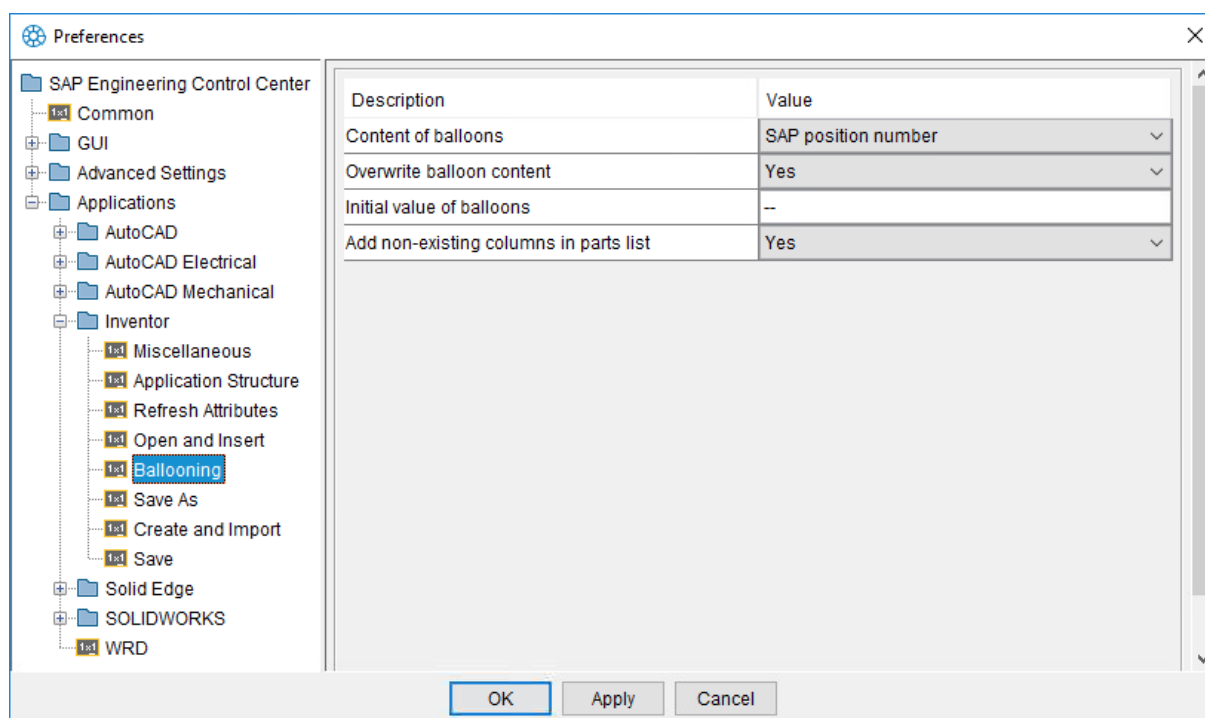 Preferences
SAP Engineering Control Center
Common
GUI
Advanced Settings
Applications
AutoCAD
AutoCAD Electrical
AutoCAD Mechanical
Inventor
Miscellaneous
Application Structure
Refresh Attributes
Open and Insert
Ballooning
Save As
Create and Import
Save
Solid Edge
SOLIDWORKS
WRD
Description Value
Content of balloons SAP position number
Overwrite balloon content Yes
Initial value of balloons --
Add non-existing columns in parts list Yes
OK Apply Cancel